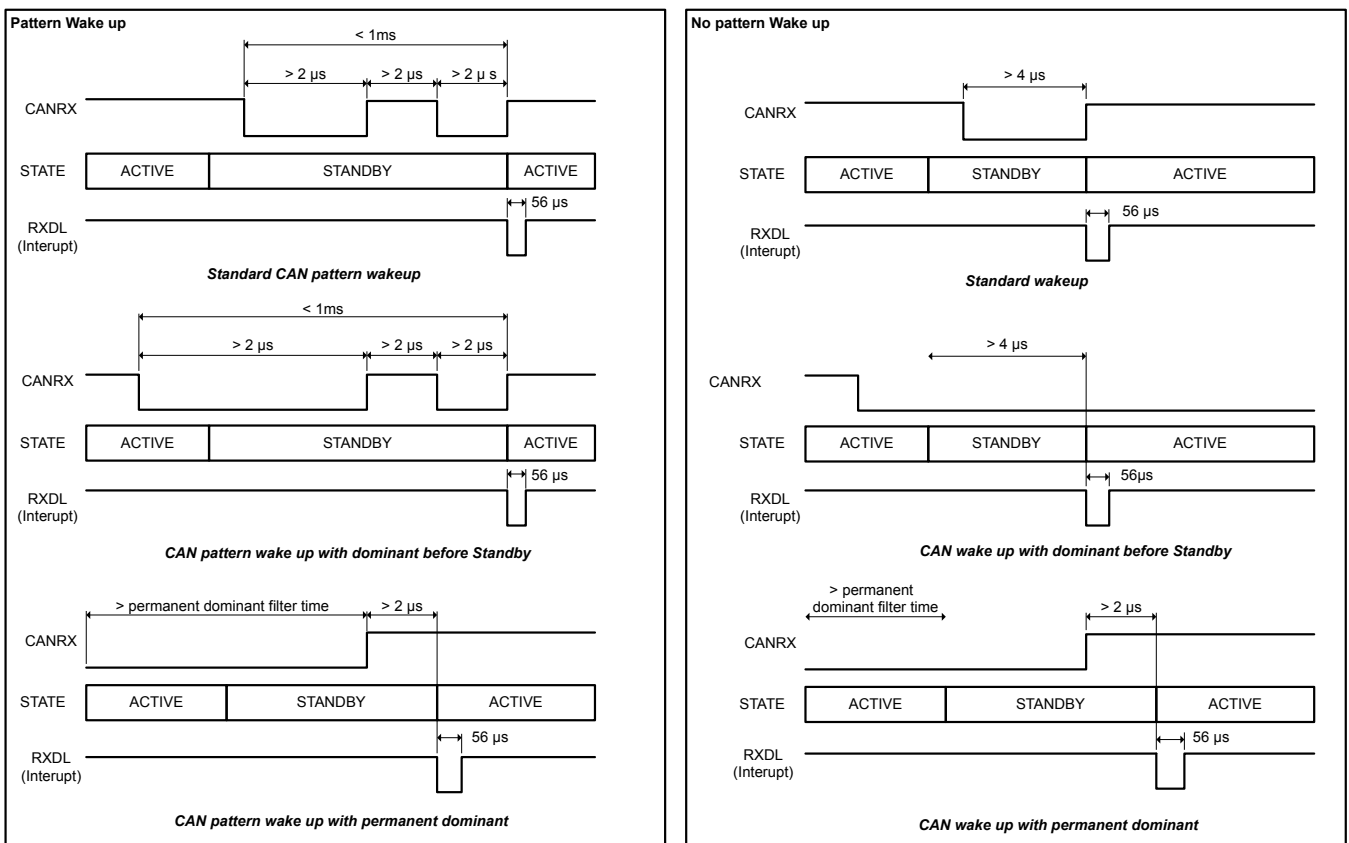 Pattern Wake up
< 1ms
> 2 µs > 2 µs > 2 µ s
CANRX
STATE ACTIVE STANDBY ACTIVE
56 µs
RXDL
(Interupt)
Standard CAN pattern wakeup
< 1ms
> 2 µs > 2 µs > 2 µs
CANRX
STATE ACTIVE STANDBY ACTIVE
56 µs
RXDL
(Interupt)
CAN pattern wake up with dominant before Standby
> permanent dominant filter time > 2 µs
CANRX
STATE ACTIVE STANDBY ACTIVE
56 µs
RXDL
(Interupt)
CAN pattern wake up with permanent dominant
No pattern Wake up
> 4 µs
CANRX
STATE ACTIVE STANDBY ACTIVE
56 µs
RXDL
(Interupt)
Standard wakeup
> 4 µs
CANRX
STATE ACTIVE STANDBY ACTIVE
56µs
RXDL
(Interupt)
CAN wake up with dominant before Standby
> permanent
dominant filter time
> 2 µs
CANRX
STATE ACTIVE STANDBY ACTIVE
56 µs
RXDL
(Interupt)
CAN wake up with permanent dominant